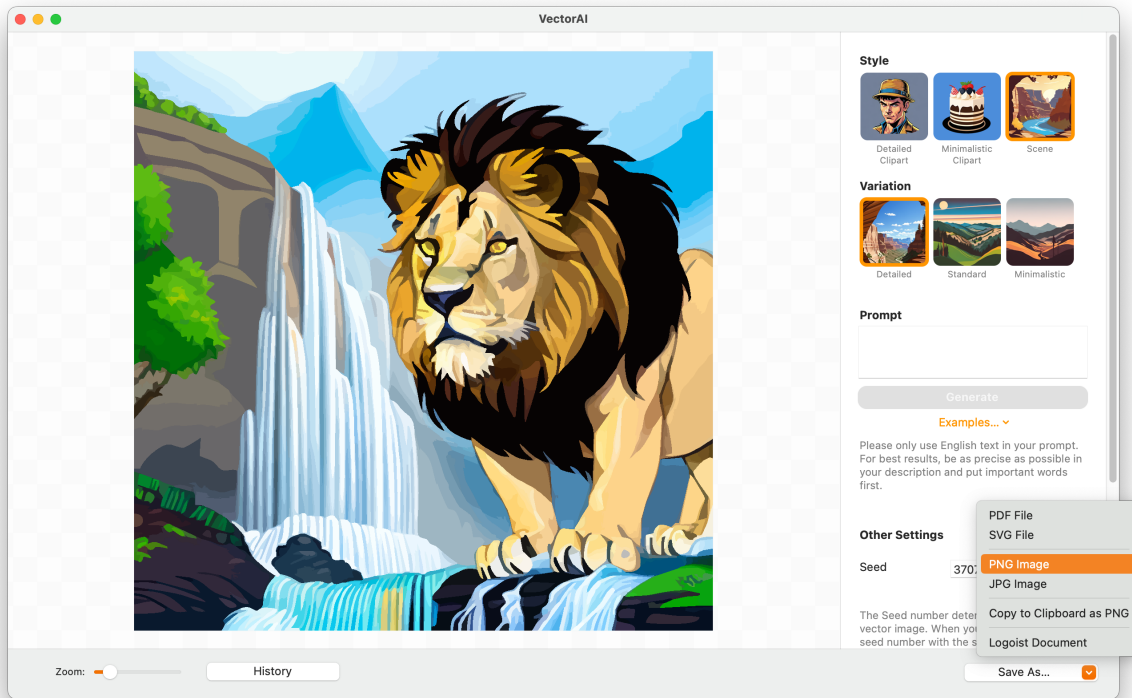 VectorAI
Style
Detailed
Clipart
Minimalistic
Clipart
Scene
Variation
Detailed
Standard
Minimalistic
Prompt
Generate
Examples...
Please only use English text in your prompt.
For best results, be as precise as possible in
your description and put important words
first.
Other Settings
Seed
370
The Seed number deter
vector image. When you
seed number with the s
PDF File
SVG File
PNG Image
JPG Image
Copy to Clipboard as PNG
Logoist Document
Zoom:
History
Save As...